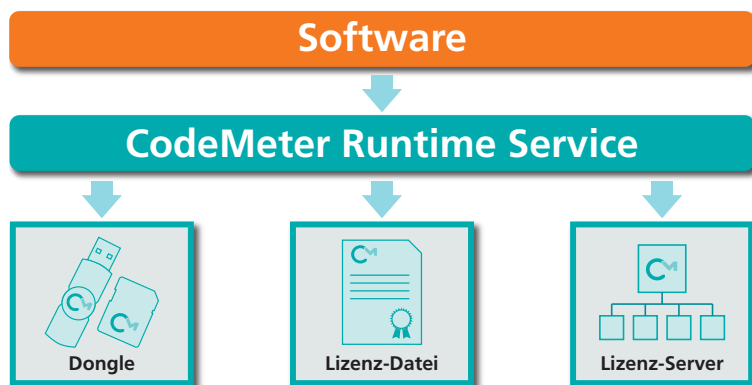 Software
CodeMeter Runtime Service
Dongle
Lizenz-Datei
Lizenz-Server